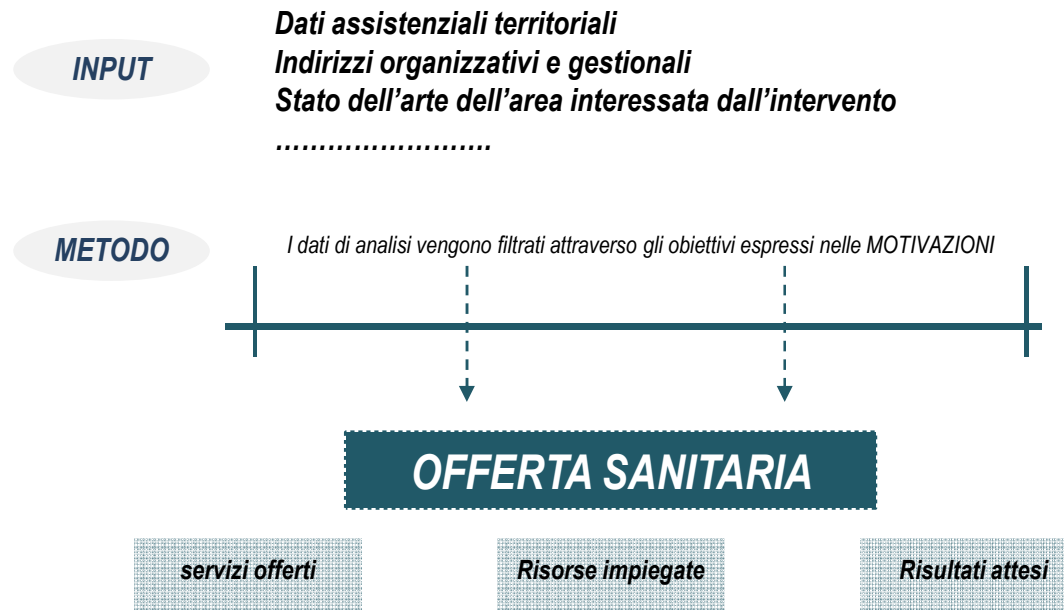 INPUT
Dati assistenziali territoriali
Indirizzi organizzativi e gestionali
Stato dell’arte dell’area interessata dall’intervento
…………………….
METODO
I dati di analisi vengono filtrati attraverso gli obiettivi espressi nelle MOTIVAZIONI
OFFERTA SANITARIA
servizi offerti
Risorse impiegate
Risultati attesi